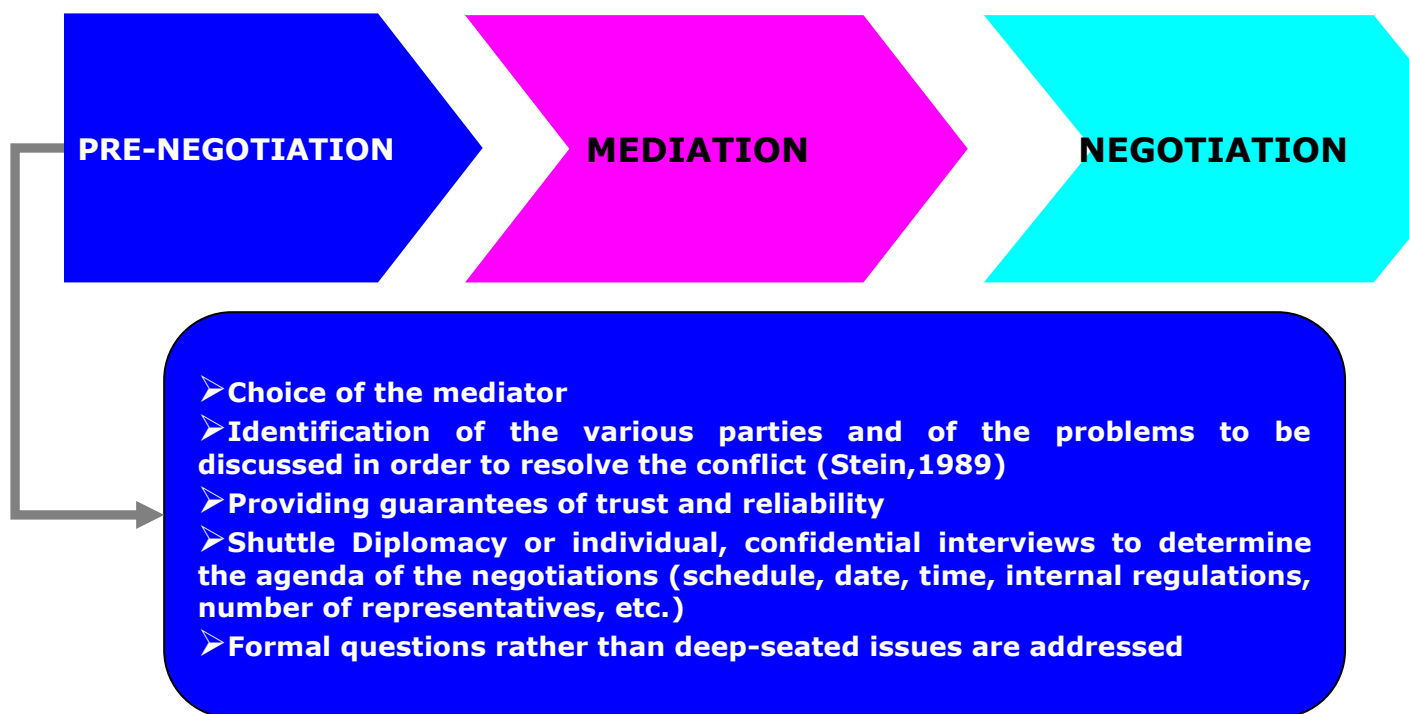 PRE-NEGOTIATION
MEDIATION
NEGOTIATION
➢Choice of the mediator
➢Identification of the various parties and of the problems to be
discussed in order to resolve the conflict (Stein,1989)
➢Providing guarantees of trust and reliability
➢Shuttle Diplomacy or individual, confidential interviews to determine
the agenda of the negotiations (schedule, date, time, internal regulations,
number of representatives, etc.)
➢Formal questions rather than deep-seated issues are addressed